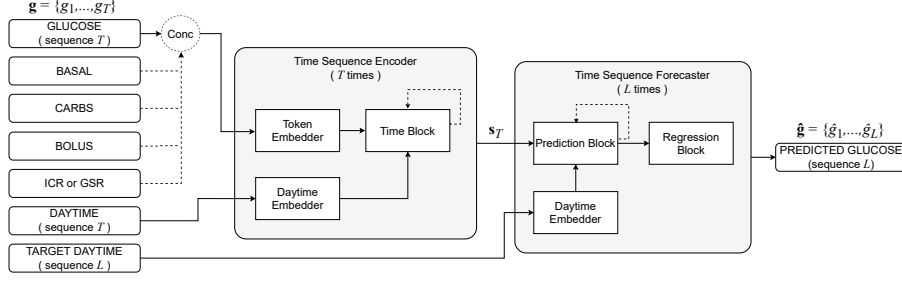 g = {g1,...,gT}
GLUCOSE
( sequence T )
Conc
BASAL
CARBS
BOLUS
ICR or GSR
DAYTIME
( sequence T )
TARGET DAYTIME
( sequence L )
Time Sequence Encoder
( T times )
Token
Embedder
Time Block
Daytime
Embedder
sT
Time Sequence Forecaster
( L times )
Prediction Block
Regression
Block
Daytime
Embedder
ĝ = {ĝ1,...,ĝL}
PREDICTED GLUCOSE
(sequence L)